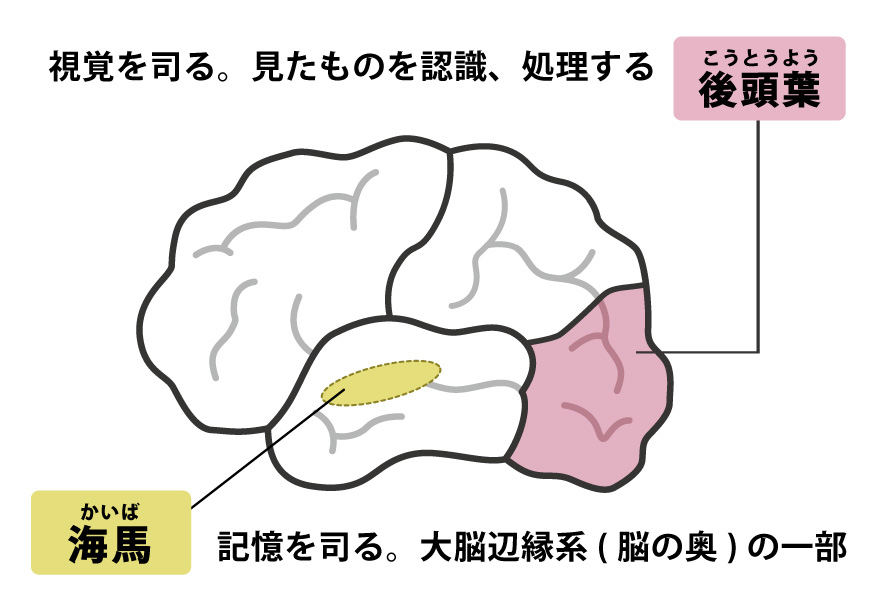 視覚を司る。見たものを認識、処理する
こうとうよう
後頭葉
かいば
海馬
記憶を司る。大脳辺縁系(脳の奥)の一部